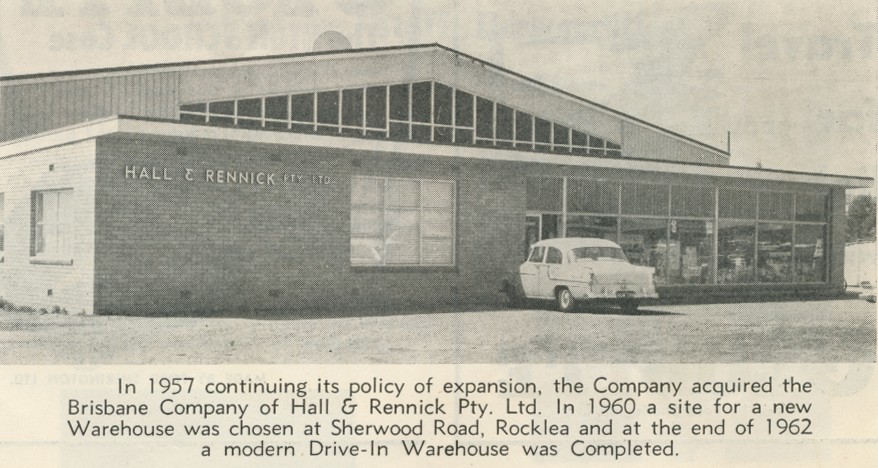 HALL & RENNICK PTY. LTD.
In 1957 continuing its policy of expansion, the Company acquired the
Brisbane Company of Hall & Rennick Pty. Ltd. In 1960 a site for a new
Warehouse was chosen at Sherwood Road, Rocklea and at the end of 1962
a modern Drive-In Warehouse was Completed.